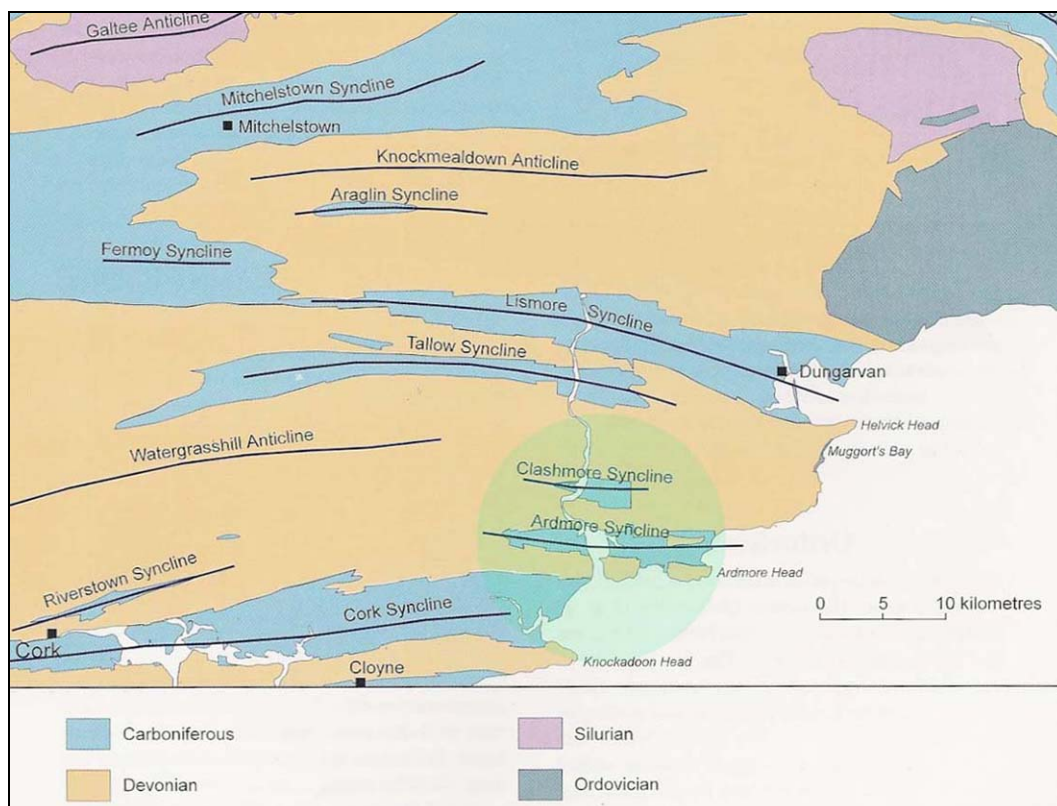 Galtee Anticline
Mitchelstown Syncline
Mitchelstown
Knockmealdown Anticline
Araglin Syncline
Fermoy Syncline
Lismore Syncline
Tallow Syncline
Dungarvan
Helvick Head
Watergrasshill Anticline
Muggort's Bay
Clashmore Syncline
Ardmore Syncline
Ardmore Head
Riverstown Syncline
0 5 10 kilometres
Cork Syncline
Cork
Knockadoon Head
Cloyne
Carboniferous
Silurian
Devonian
Ordovician